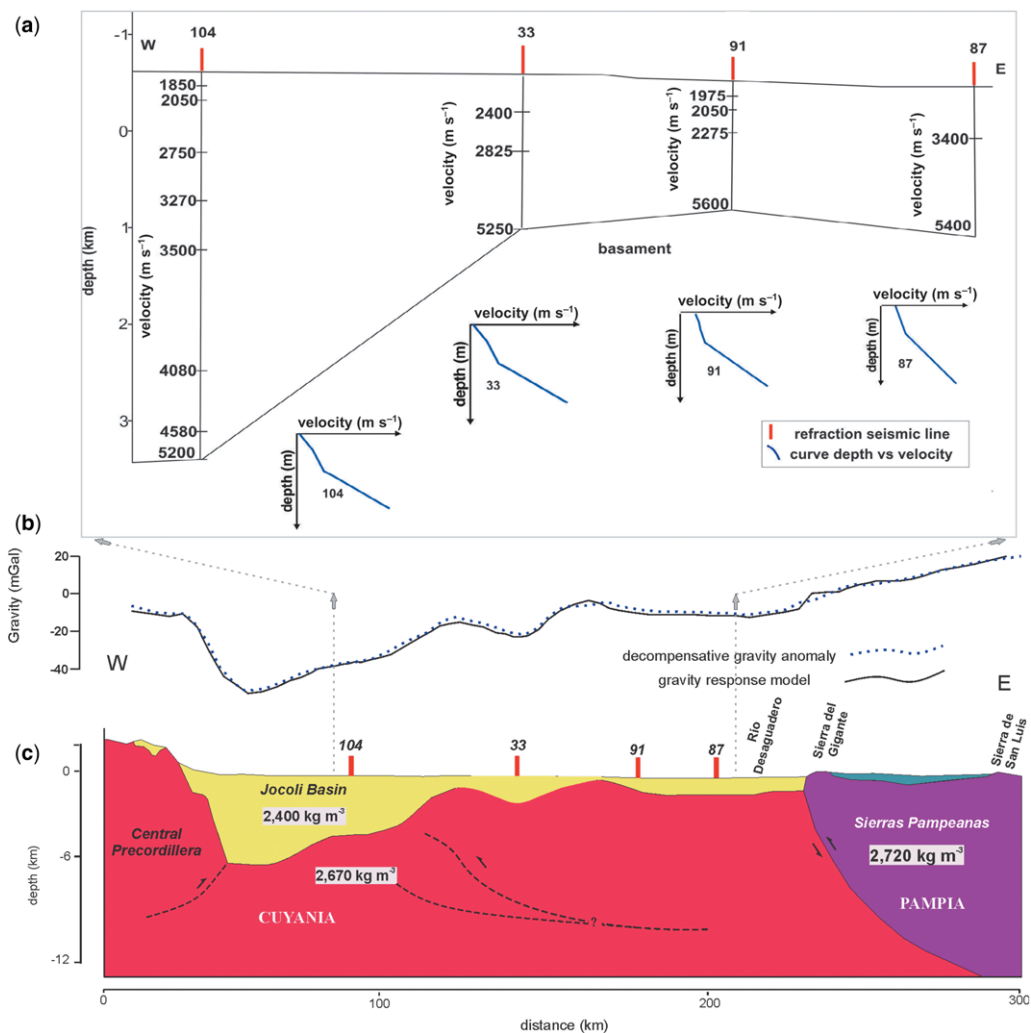 (a)
-1
104
33
91
87
W
E
1850
2050
2750
3270
3500
4080
4580
5200
velocity (m s⁻¹)
2400
2825
5250
velocity (m s⁻¹)
1975
2050
2275
5600
velocity (m s⁻¹)
3400
5400
velocity (m s⁻¹)
0
1
2
3
depth (km)
basament
velocity (m s⁻¹)
depth (m)
33
velocity (m s⁻¹)
depth (m)
91
velocity (m s⁻¹)
depth (m)
87
velocity (m s⁻¹)
depth (m)
104
refraction seismic line
curve depth vs velocity
(b)
20
0
-20
-40
Gravity (mGal)
W
E
decompensative gravity anomaly
gravity response model
(c)
104
33
91
87
Rio
Desaguadero
Sierra del
Gigante
Sierra de
San Luis
0
-6
-12
depth (km)
Jocoli Basin
2,400 kg m⁻³
Central
Precordillera
2,670 kg m⁻³
CUYANIA
?
Sierras Pampeanas
2,720 kg m⁻³
PAMPIA
0
100
200
300
distance (km)